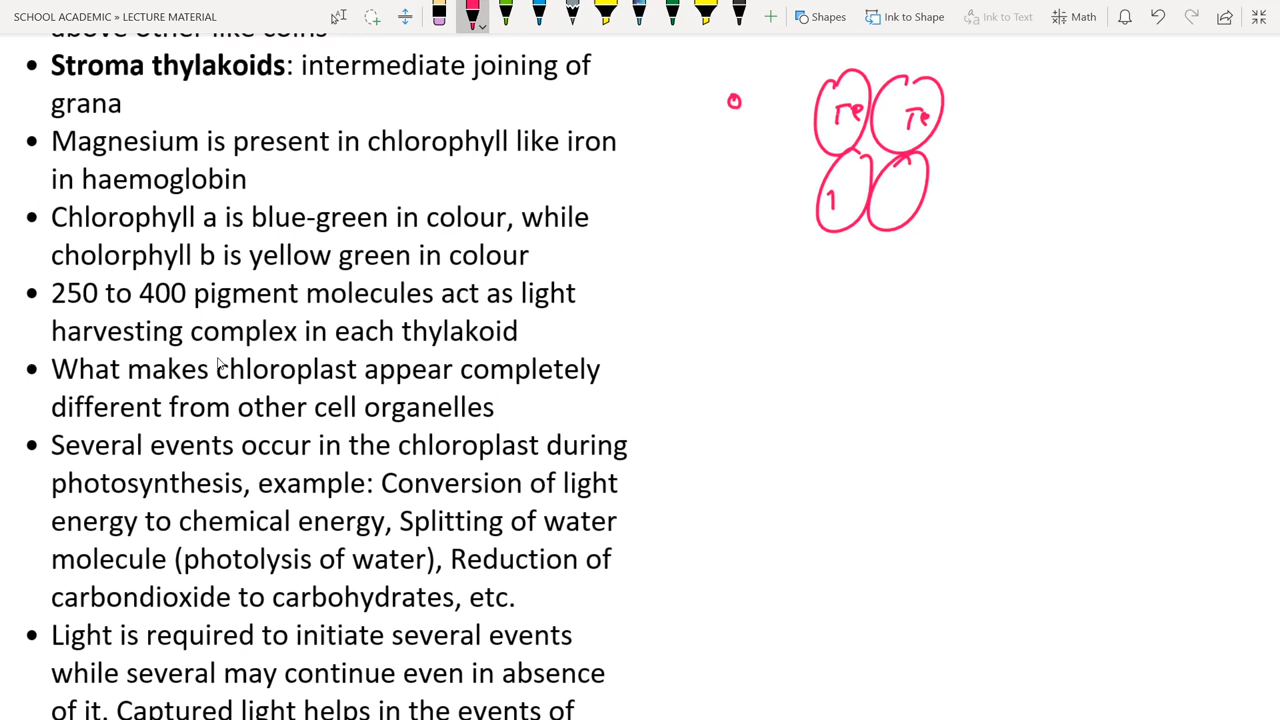 SCHOOL ACADEMIC » LECTURE MATERIAL
Shapes
Ink to Shape
Ink to Text
Math
above other like coins
• Stroma thylakoids: intermediate joining of
grana
• Magnesium is present in chlorophyll like iron
in haemoglobin
• Chlorophyll a is blue-green in colour, while
cholorphyll b is yellow green in colour
• 250 to 400 pigment molecules act as light
harvesting complex in each thylakoid
• What makes chloroplast appear completely
different from other cell organelles
• Several events occur in the chloroplast during
photosynthesis, example: Conversion of light
energy to chemical energy, Splitting of water
molecule (photolysis of water), Reduction of
carbondioxide to carbohydrates, etc.
• Light is required to initiate several events
while several may continue even in absence
of it. Captured light helps in the events of